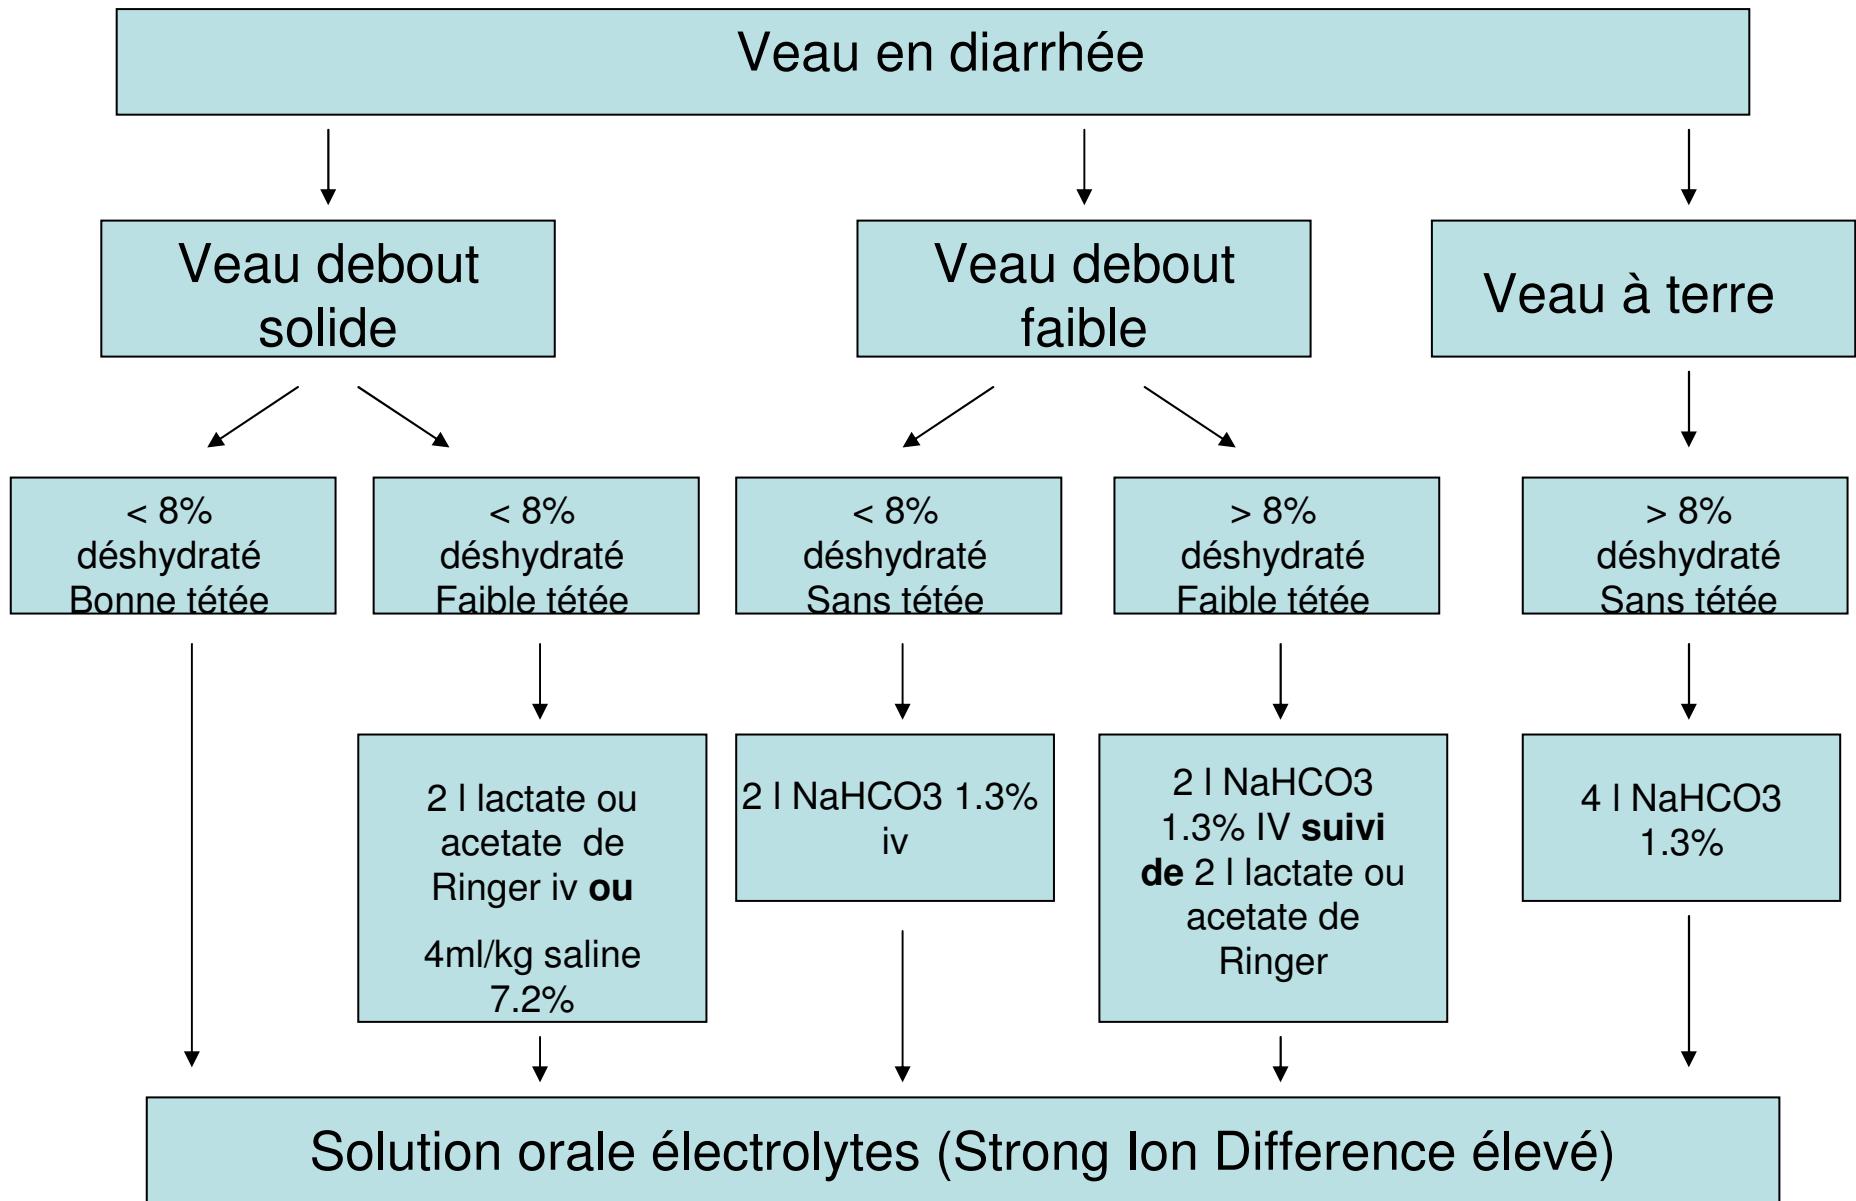 Veau en diarrhée
Veau debout
solide
Veau debout
faible
Veau à terre
< 8%
déshydraté
Bonne tétée
< 8%
déshydraté
Faible tétée
< 8%
déshydraté
Sans tétée
> 8%
déshydraté
Faible tétée
> 8%
déshydraté
Sans tétée
2 l lactate ou
acetate de
Ringer iv ou
4ml/kg saline
7.2%
2 l NaHCO3 1.3%
iv
2 l NaHCO3
1.3% IV suivi
de 2 l lactate ou
acetate de
Ringer
4 l NaHCO3
1.3%
Solution orale électrolytes (Strong Ion Difference élevé)